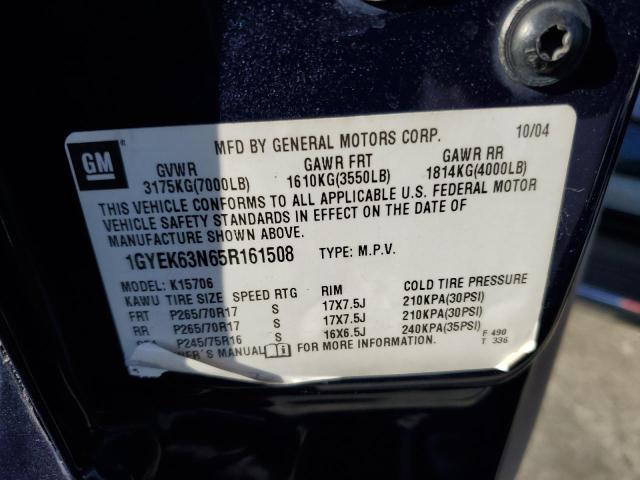 GM
MFD BY GENERAL MOTORS CORP. 10/04
GVWR GAWR FRT GAWR RR
3175KG(7000LB) 1610KG(3550LB) 1814KG(4000LB)
THIS VEHICLE CONFORMS TO ALL APPLICABLE U.S. FEDERAL MOTOR
VEHICLE SAFETY STANDARDS IN EFFECT ON THE DATE OF
MANUFACTURE SHOWN ABOVE.
1GYEK63N65R161508 TYPE: M.P.V.
MODEL: K15706
KAWU TIRE SIZE SPEED RTG RIM COLD TIRE PRESSURE
FRT P265/70R17 S 17X7.5J 210KPA(30PSI)
RR P265/70R17 S 17X7.5J 210KPA(30PSI)
P245/75R16 S 16X6.5J 240KPA(35PSI) F 490
MANUAL FOR MORE INFORMATION. T 336